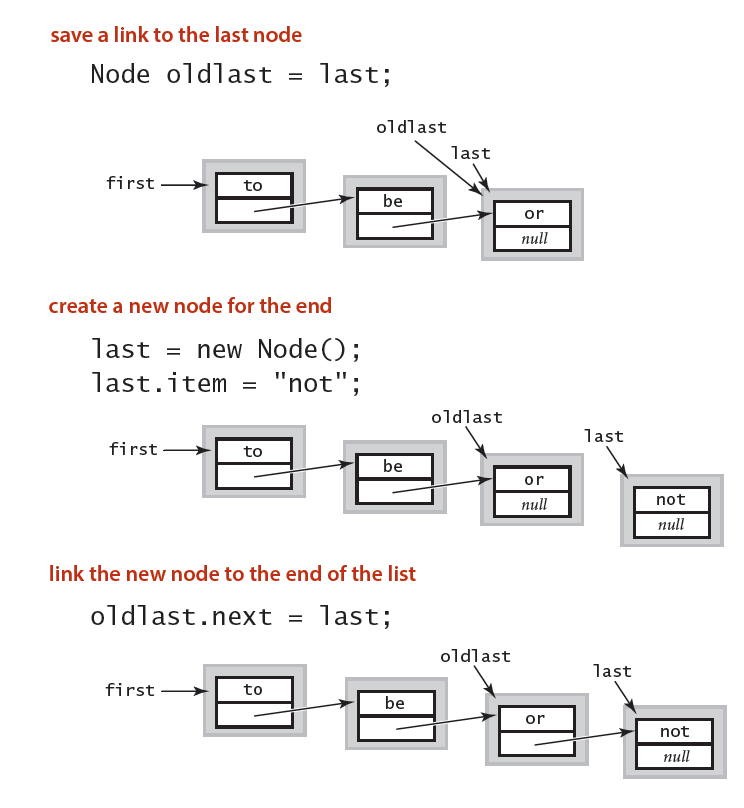 save a link to the last node
Node oldlast = last;
oldlast
last
first
to
be
or
null
create a new node for the end
last = new Node();
last.item = "not";
oldlast
last
first
to
be
or
null
not
null
link the new node to the end of the list
oldlast.next = last;
oldlast
last
first
to
be
or
not
null